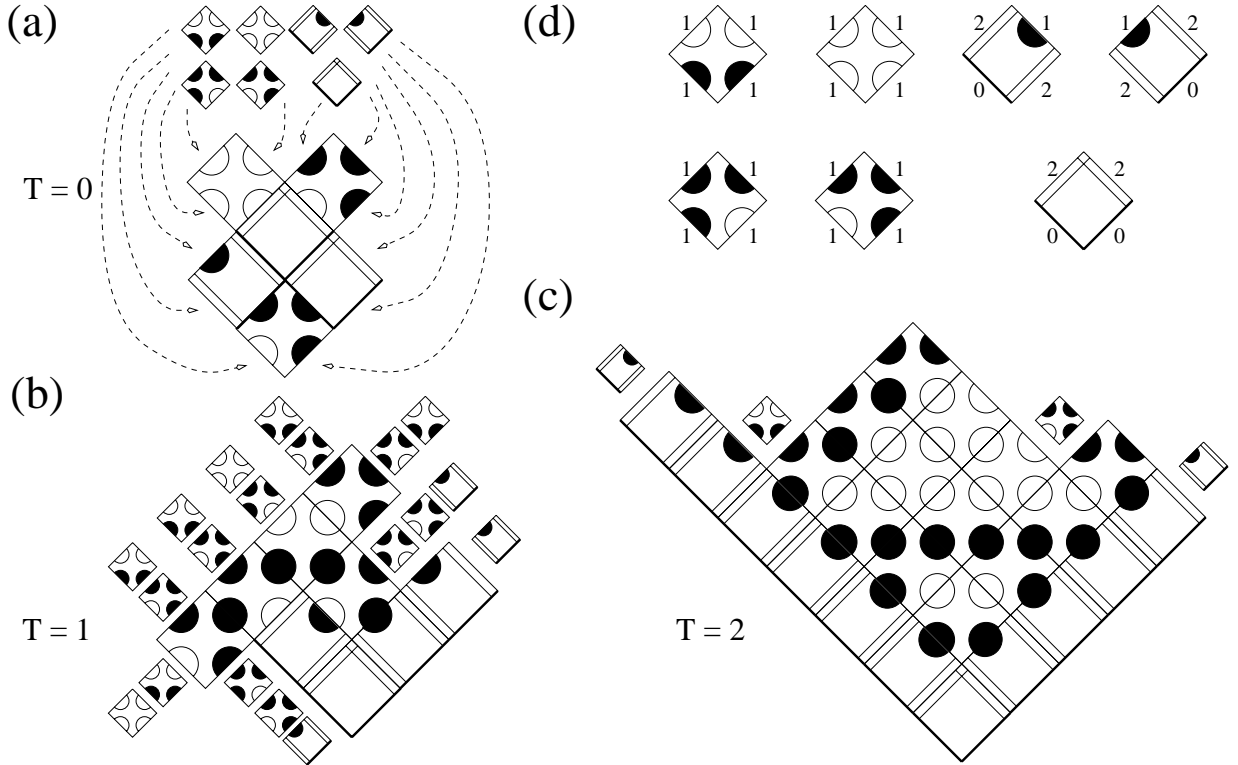 (a)
T = 0
(d)
1 1 1 1 2 1 1 2
1 1 1 1 0 2 2 0
1 1 1 1 2 2
1 1 1 1 0 0
(b)
T = 1
(c)
T = 2